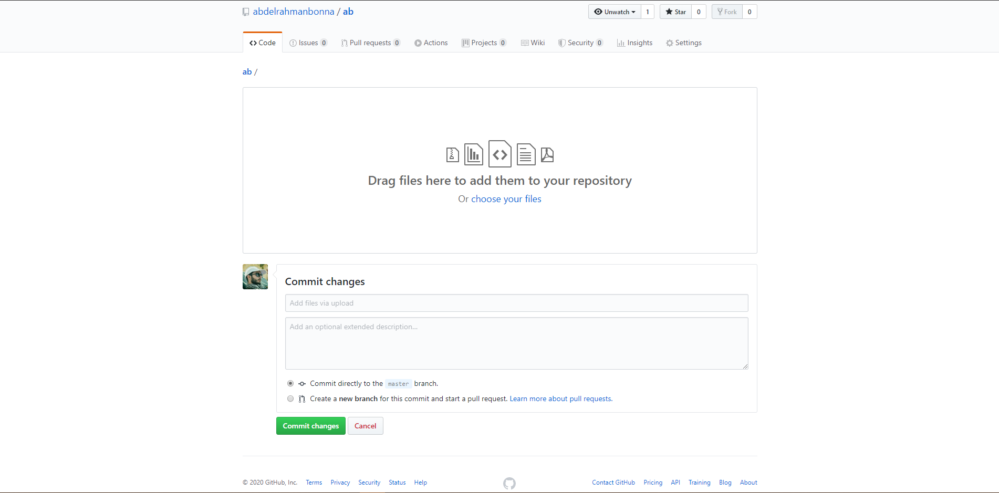 abdelrahmanbonna / ab
Unwatch 1 Star 0 Fork 0
Code Issues 0 Pull requests 0 Actions Projects 0 Wiki Security 0 Insights Settings
ab /
Drag files here to add them to your repository
Or choose your files
Commit changes
Add files via upload
Add an optional extended description...
Commit directly to the master branch.
Create a new branch for this commit and start a pull request. Learn more about pull requests.
Commit changes Cancel
© 2020 GitHub, Inc. Terms Privacy Security Status Help Contact GitHub Pricing API Training Blog About